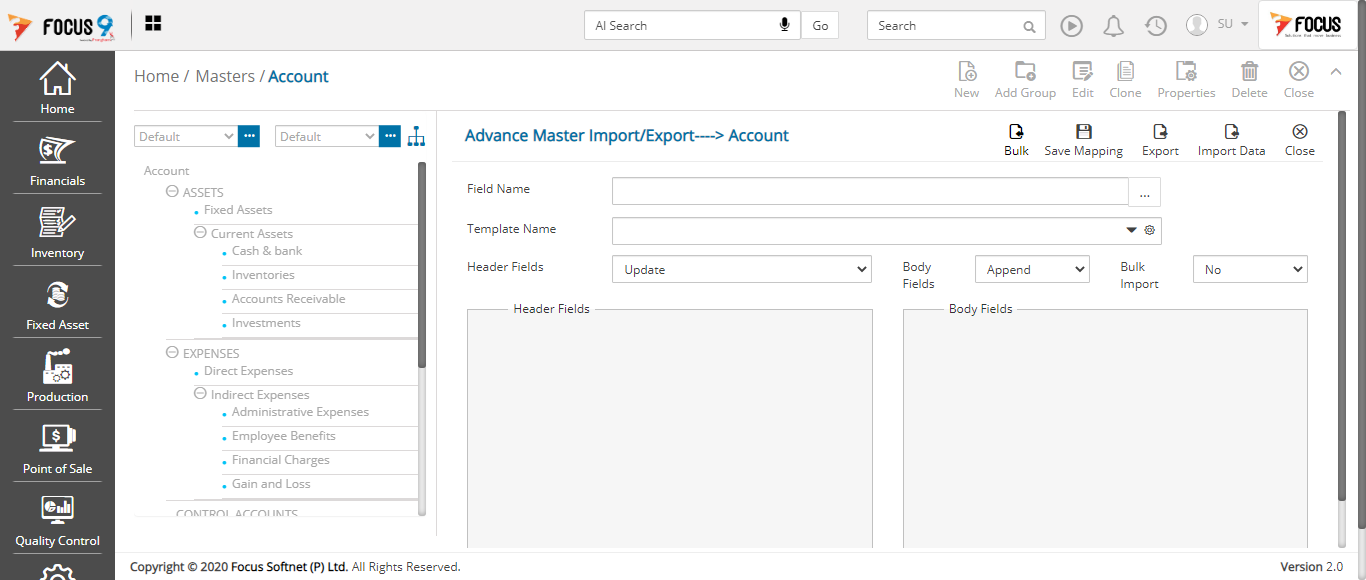 FOCUS 9
AI Search
Go
Search
SU
FOCUS
Home / Masters / Account
New
Add Group
Edit
Clone
Properties
Delete
Close
Home
Financials
Inventory
Fixed Asset
Production
Point of Sale
Quality Control
Default
...
Default
...
Account
ASSETS
Fixed Assets
Current Assets
Cash & bank
Inventories
Accounts Receivable
Investments
EXPENSES
Direct Expenses
Indirect Expenses
Administrative Expenses
Employee Benefits
Financial Charges
Gain and Loss
CONTROL ACCOUNTS
Advance Master Import/Export----> Account
Bulk
Save Mapping
Export
Import Data
Close
Field Name
...
Template Name
Header Fields
Update
Body
Fields
Append
Bulk
Import
No
Header Fields
Body Fields
Copyright © 2020 Focus Softnet (P) Ltd. All Rights Reserved.
Version 2.0